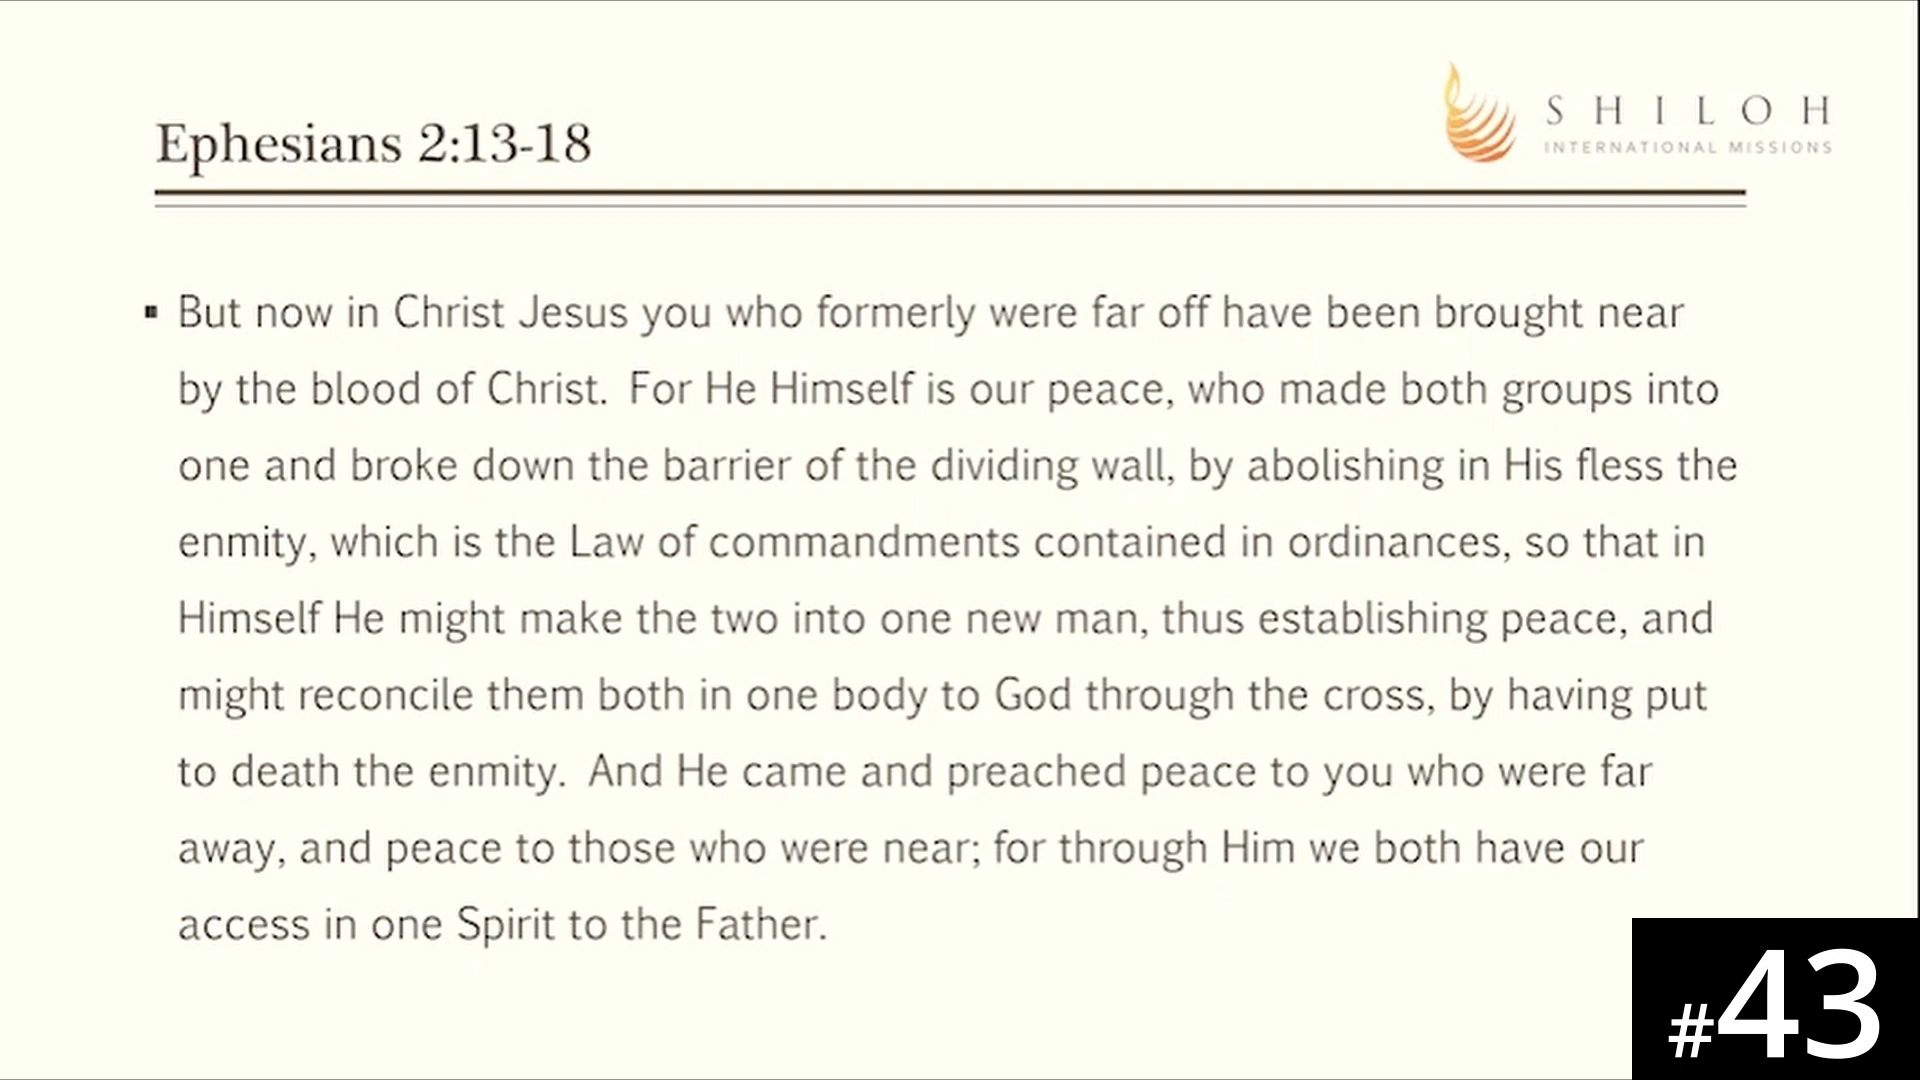 S H I L O H
INTERNATIONAL MISSIONS
Ephesians 2:13-18
▪ But now in Christ Jesus you who formerly were far off have been brought near
by the blood of Christ.  For He Himself is our peace, who made both groups into
one and broke down the barrier of the dividing wall, by abolishing in His fless the
enmity, which is the Law of commandments contained in ordinances, so that in
Himself He might make the two into one new man, thus establishing peace, and
might reconcile them both in one body to God through the cross, by having put
to death the enmity.  And He came and preached peace to you who were far
away, and peace to those who were near; for through Him we both have our
access in one Spirit to the Father.
#43